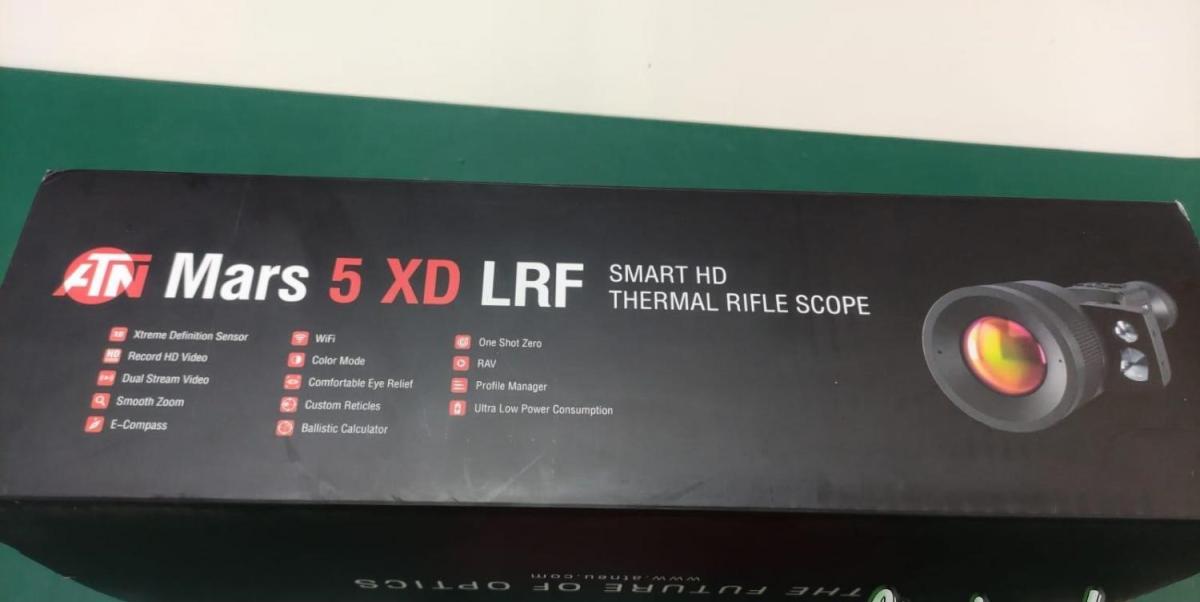 ATN Mars 5 XD LRF
SMART HD
THERMAL RIFLE SCOPE
Xtreme Definition Sensor
Record HD Video
Dual Stream Video
Smooth Zoom
E-Compass
WiFi
Color Mode
Comfortable Eye Relief
Custom Reticles
Ballistic Calculator
One Shot Zero
RAV
Profile Manager
Ultra Low Power Consumption
www.atneu.com
THE FUTURE OF OPTICS